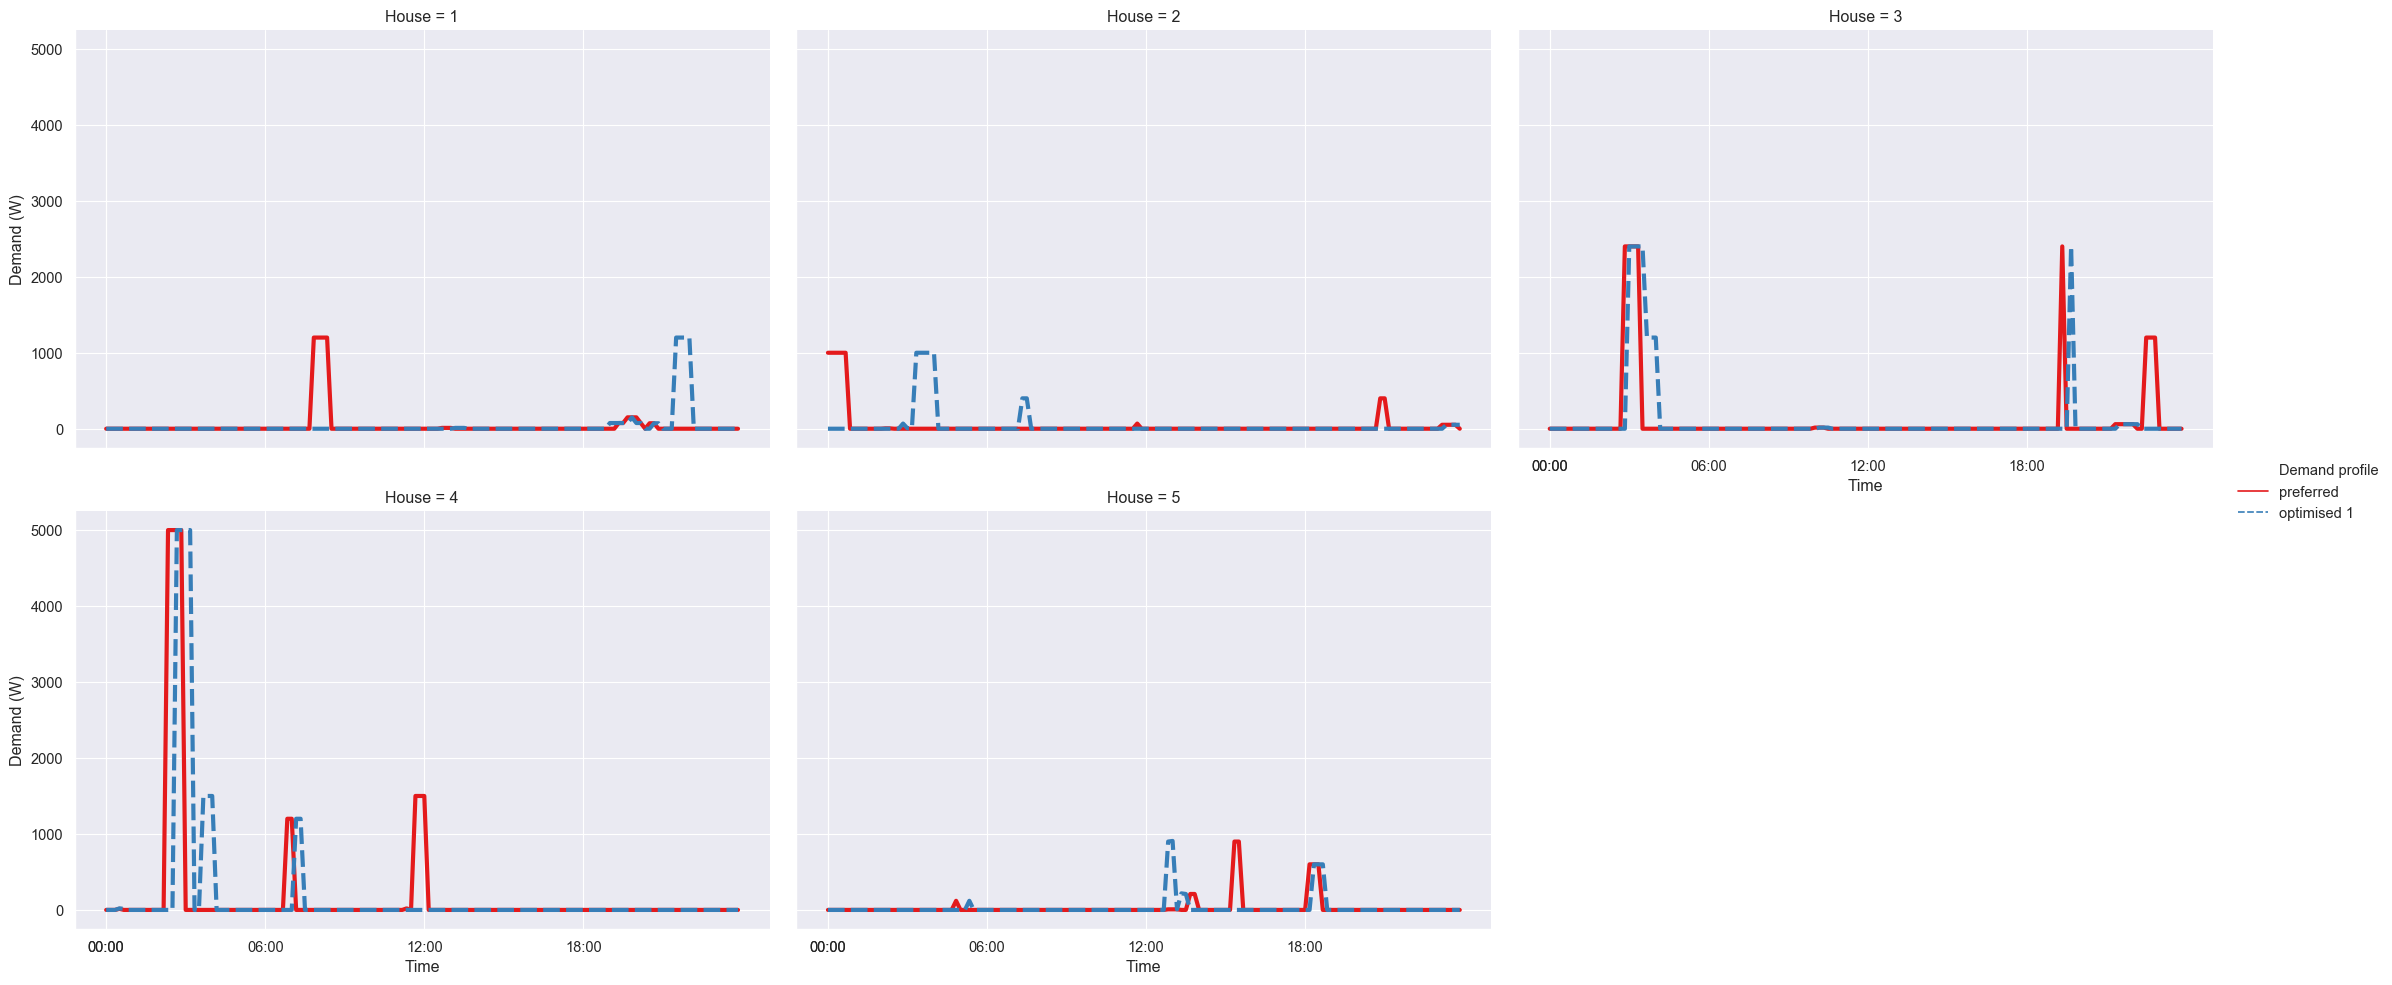 House = 1
House = 2
House = 3
5000
4000
3000
2000
1000
0
Demand (W)
00:00
06:00
12:00
18:00
Time
Demand profile
preferred
optimised 1
House = 4
House = 5
5000
4000
3000
2000
1000
0
Demand (W)
00:00
06:00
12:00
18:00
Time
00:00
06:00
12:00
18:00
Time